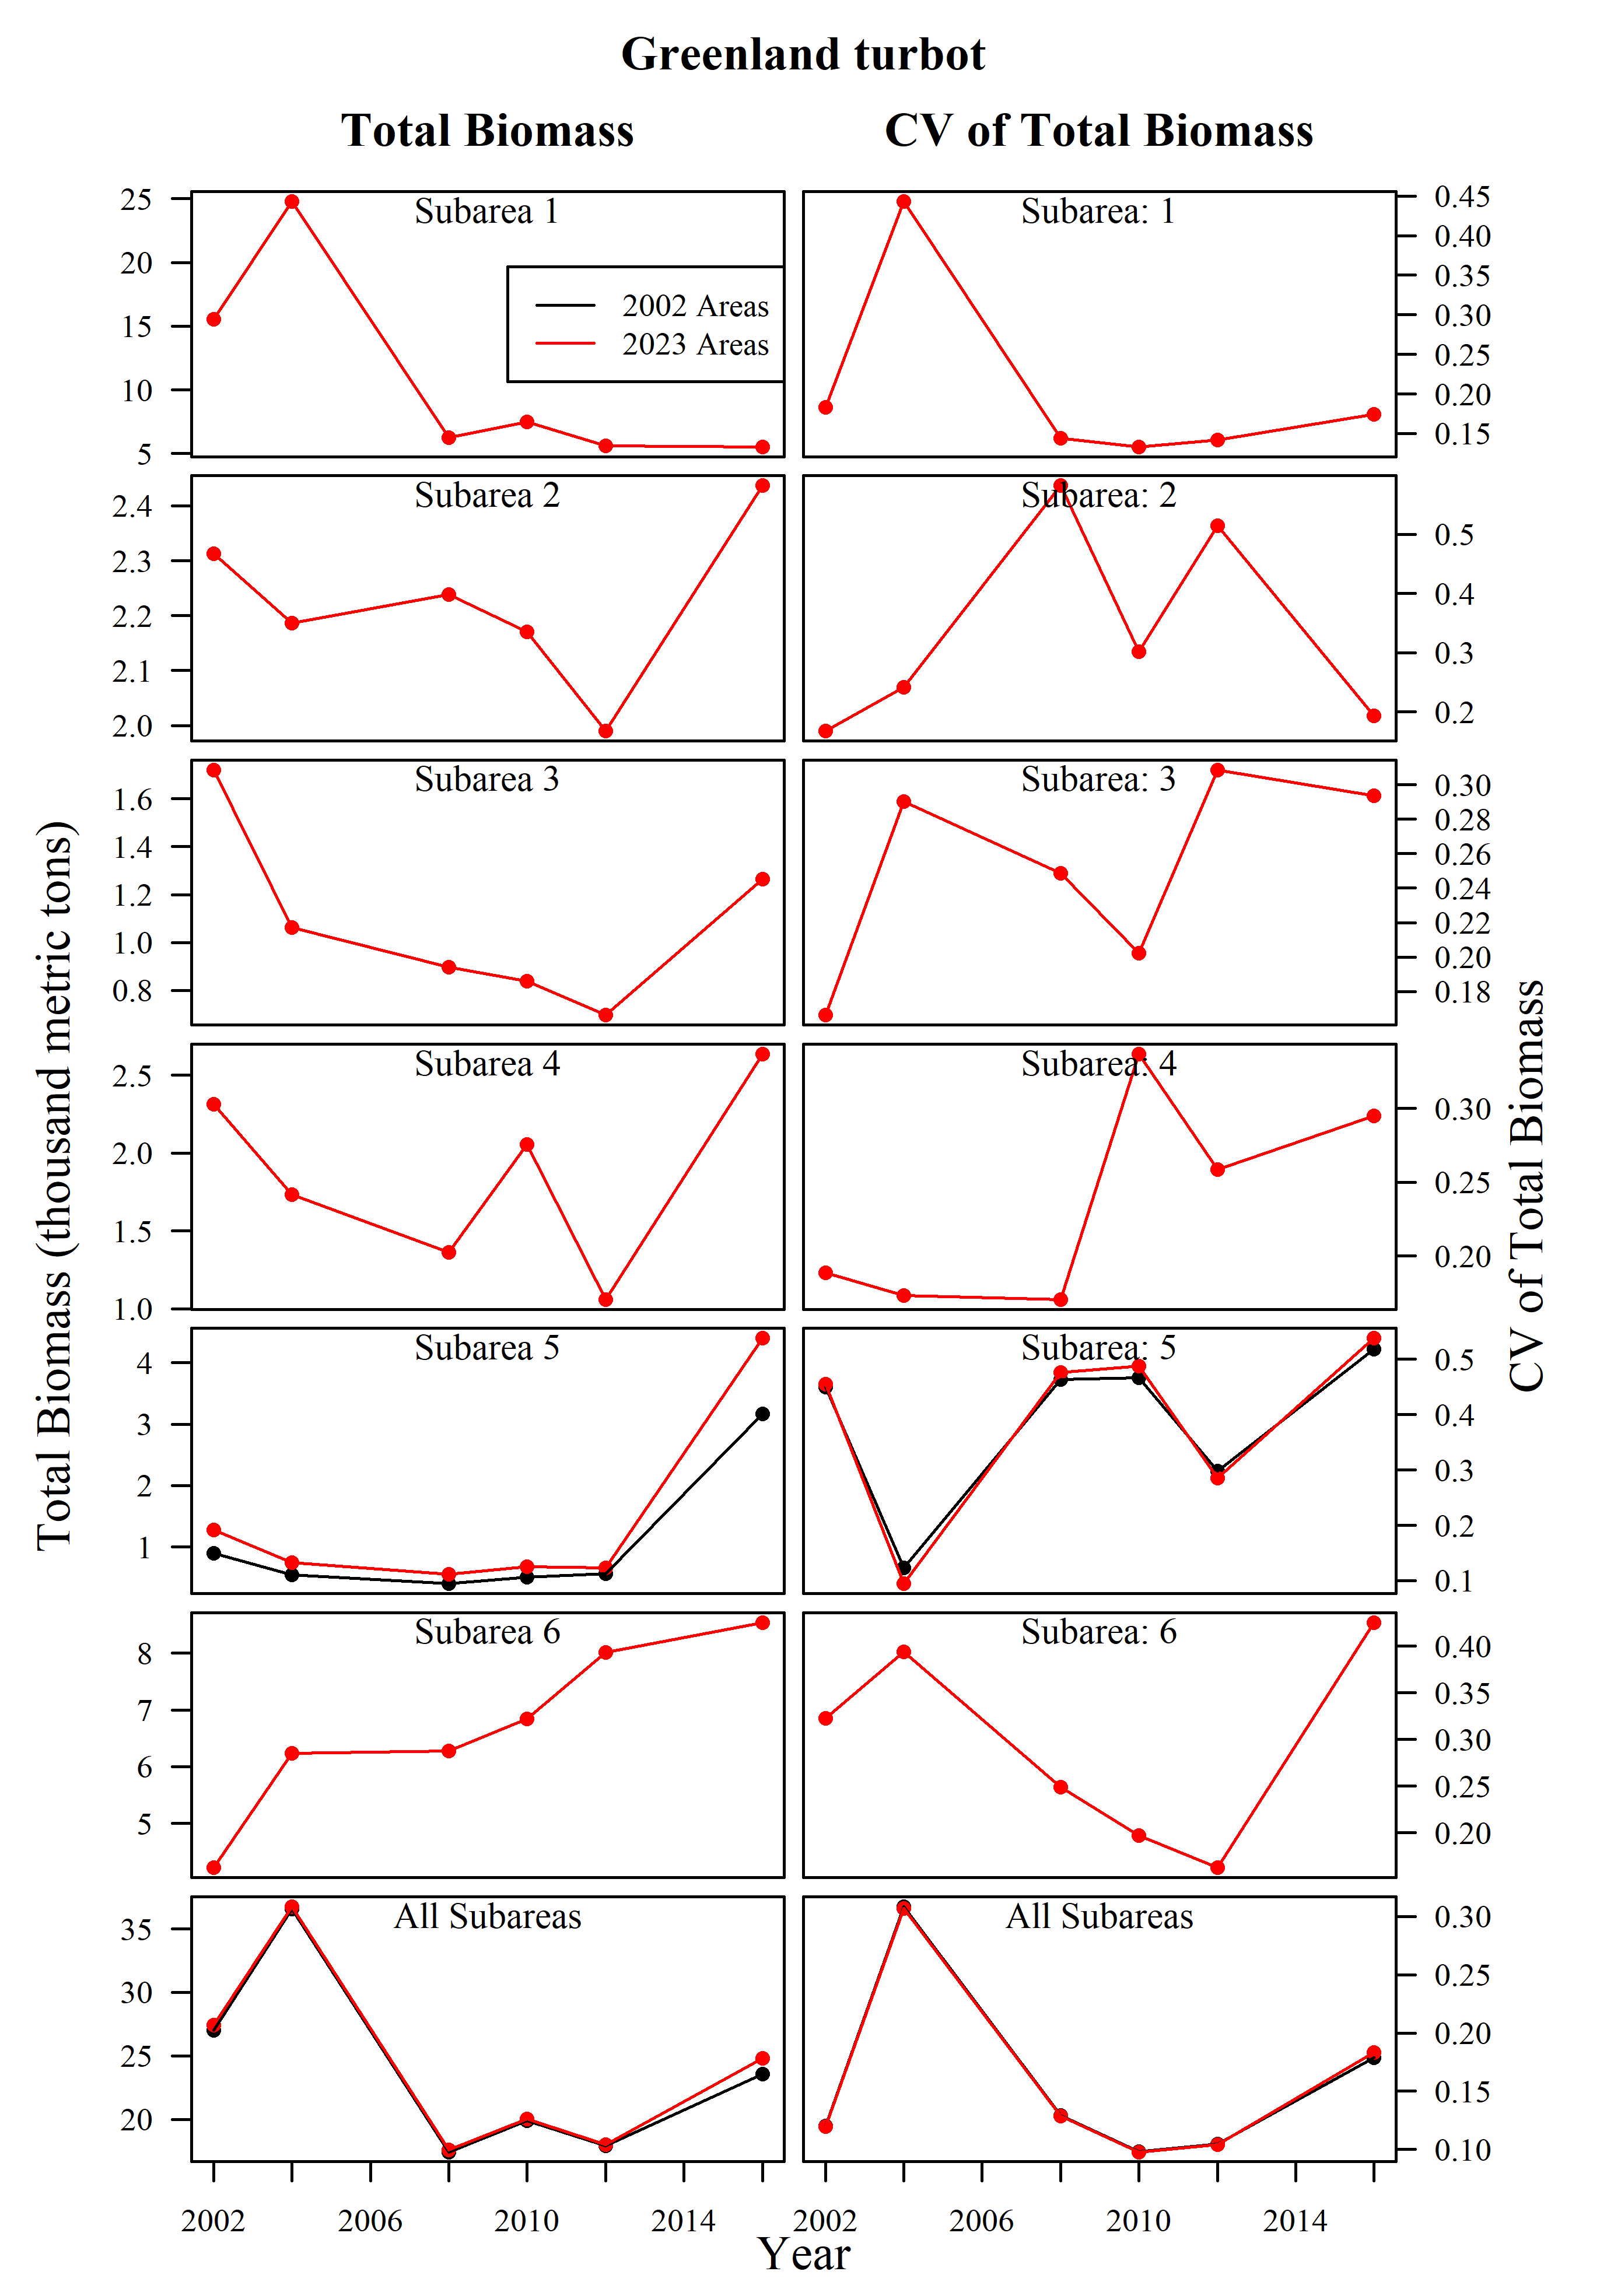 Greenland turbot
Total Biomass
CV of Total Biomass
Subarea 1
25
20
15
10
5
2002 Areas
2023 Areas
Subarea: 1
0.45
0.40
0.35
0.30
0.25
0.20
0.15
Subarea 2
2.4
2.3
2.2
2.1
2.0
Subarea: 2
0.5
0.4
0.3
0.2
Subarea 3
1.6
1.4
1.2
1.0
0.8
Subarea: 3
0.30
0.28
0.26
0.24
0.22
0.20
0.18
Subarea 4
2.5
2.0
1.5
1.0
Subarea: 4
0.30
0.25
0.20
Subarea 5
4
3
2
1
Subarea: 5
0.5
0.4
0.3
0.2
0.1
Subarea 6
8
7
6
5
Subarea: 6
0.40
0.35
0.30
0.25
0.20
All Subareas
35
30
25
20
All Subareas
0.30
0.25
0.20
0.15
0.10
2002 2006 2010 2014
2002 2006 2010 2014
Year
Total Biomass (thousand metric tons)
CV of Total Biomass